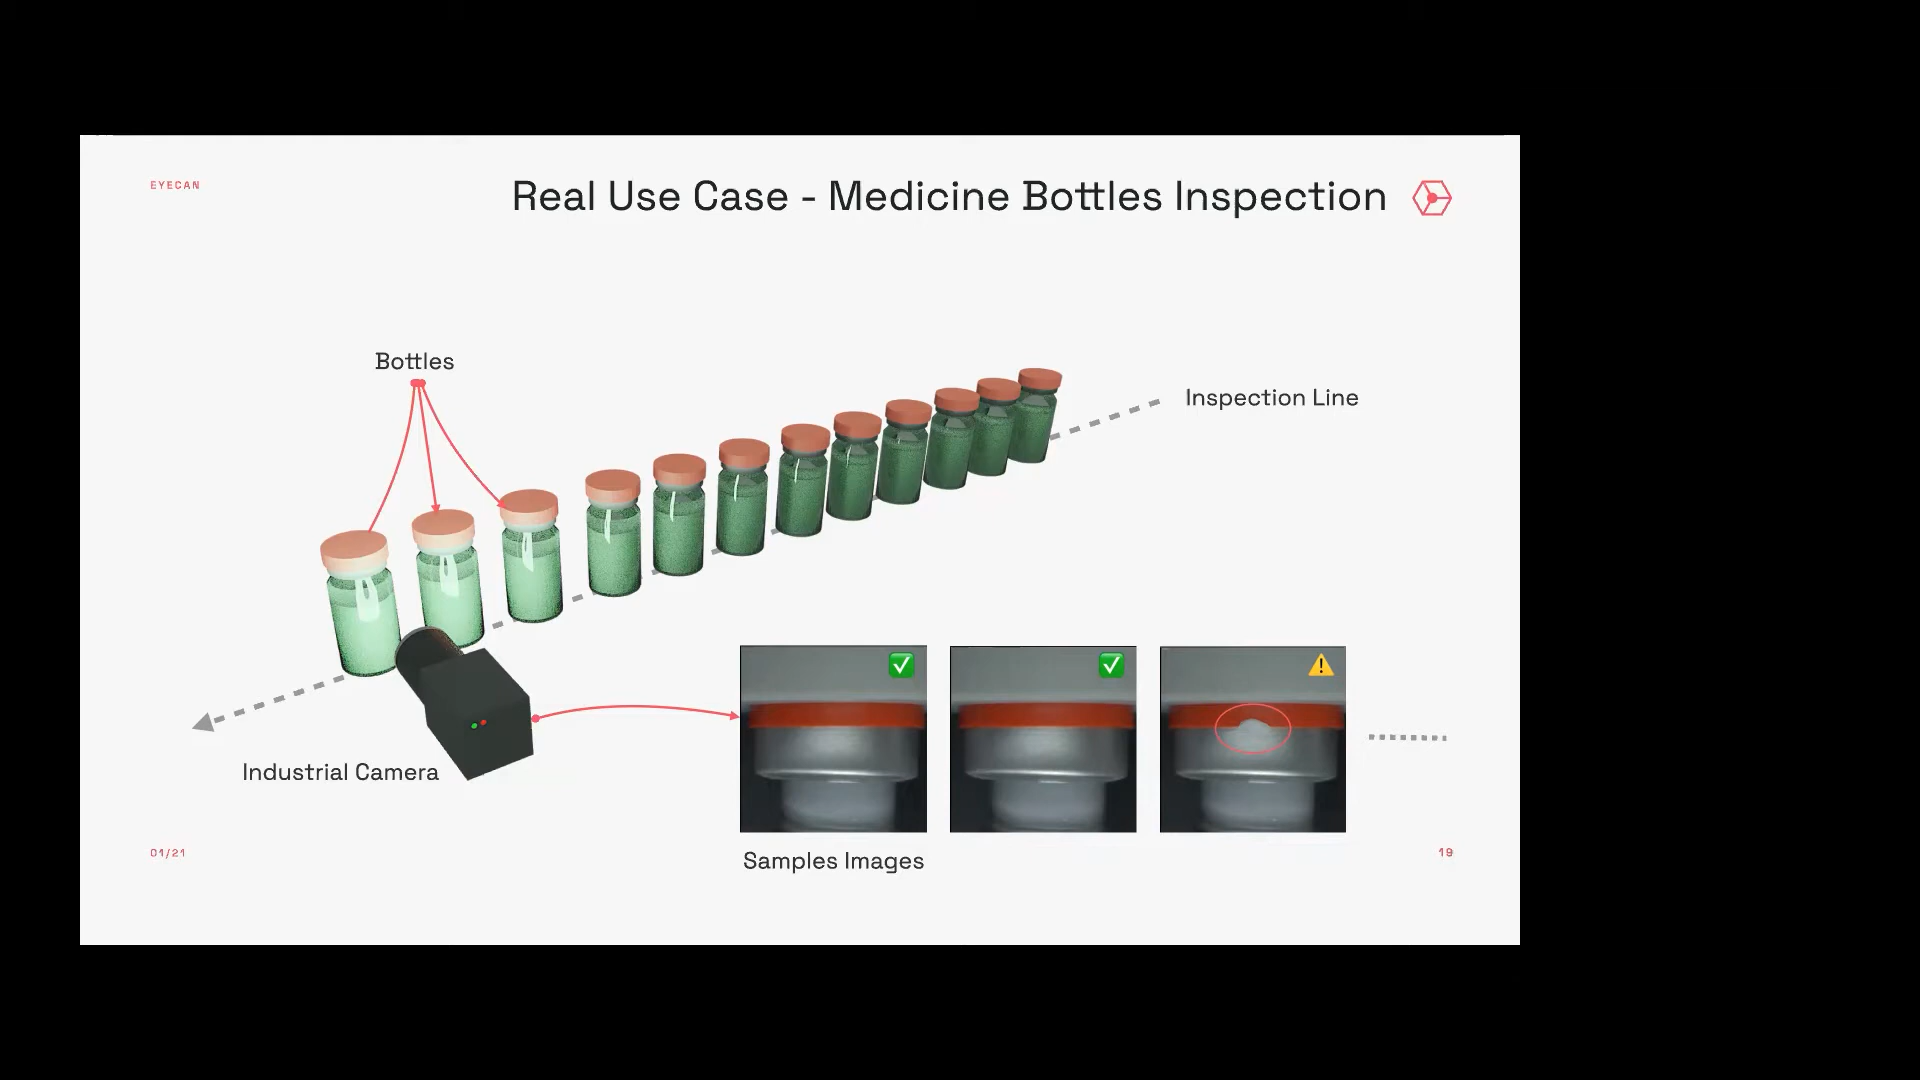 EYECAN
Real Use Case - Medicine Bottles Inspection
Bottles
Inspection Line
Industrial Camera
Samples Images
01/21
19